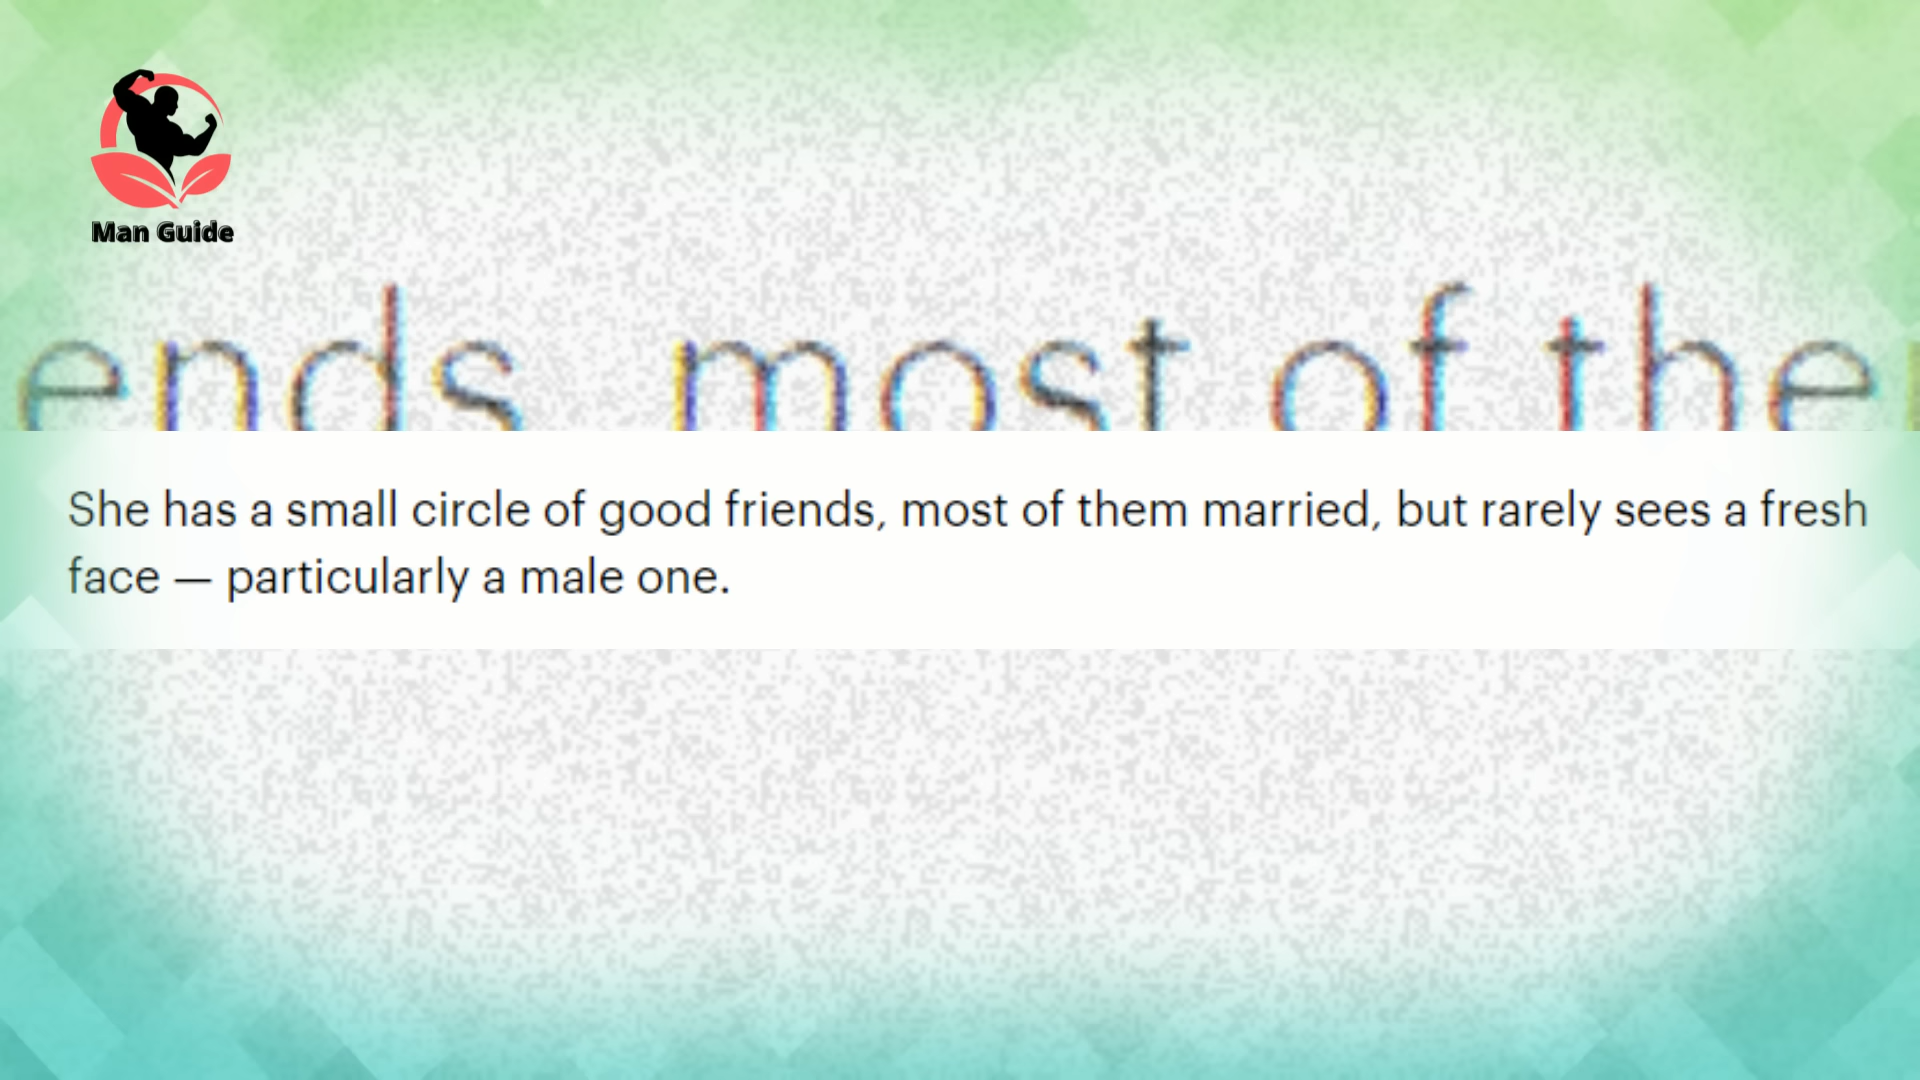 Man Guide
ends most of the
She has a small circle of good friends, most of them married, but rarely sees a fresh
face — particularly a male one.